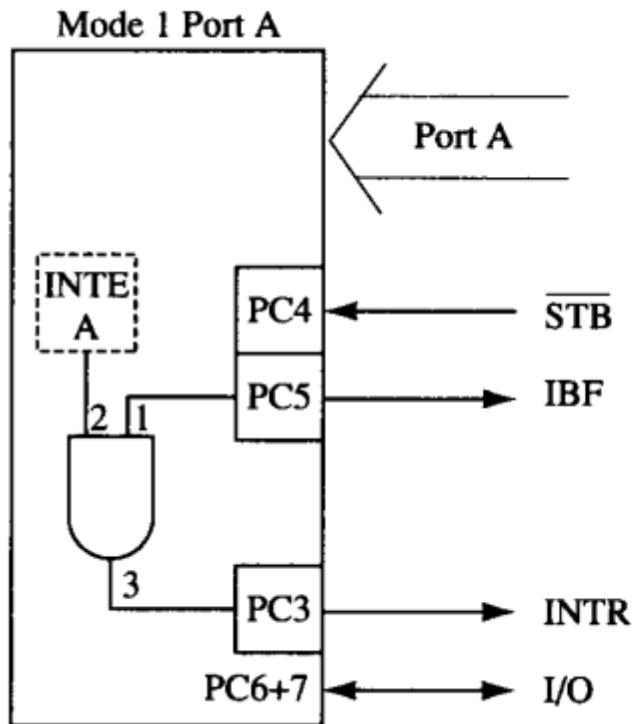 Mode 1 Port A
Port A
INTE
A
PC4
STB
PC5
IBF
2
1
3
PC3
INTR
PC6+7
I/O